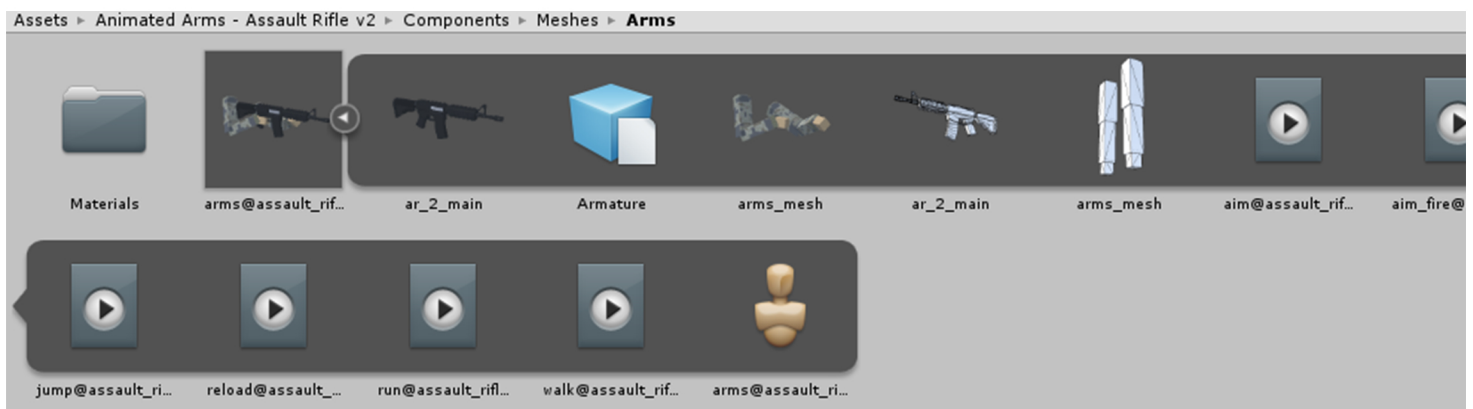 Assets ▸ Animated Arms - Assault Rifle v2 ▸ Components ▸ Meshes ▸ Arms
Materials arms@assault_rif... ar_2_main Armature arms_mesh ar_2_main arms_mesh aim@assault_rif... aim_fire@
jump@assault_ri... reload@assault_... run@assault_rifl... walk@assault_rif... arms@assault_ri...